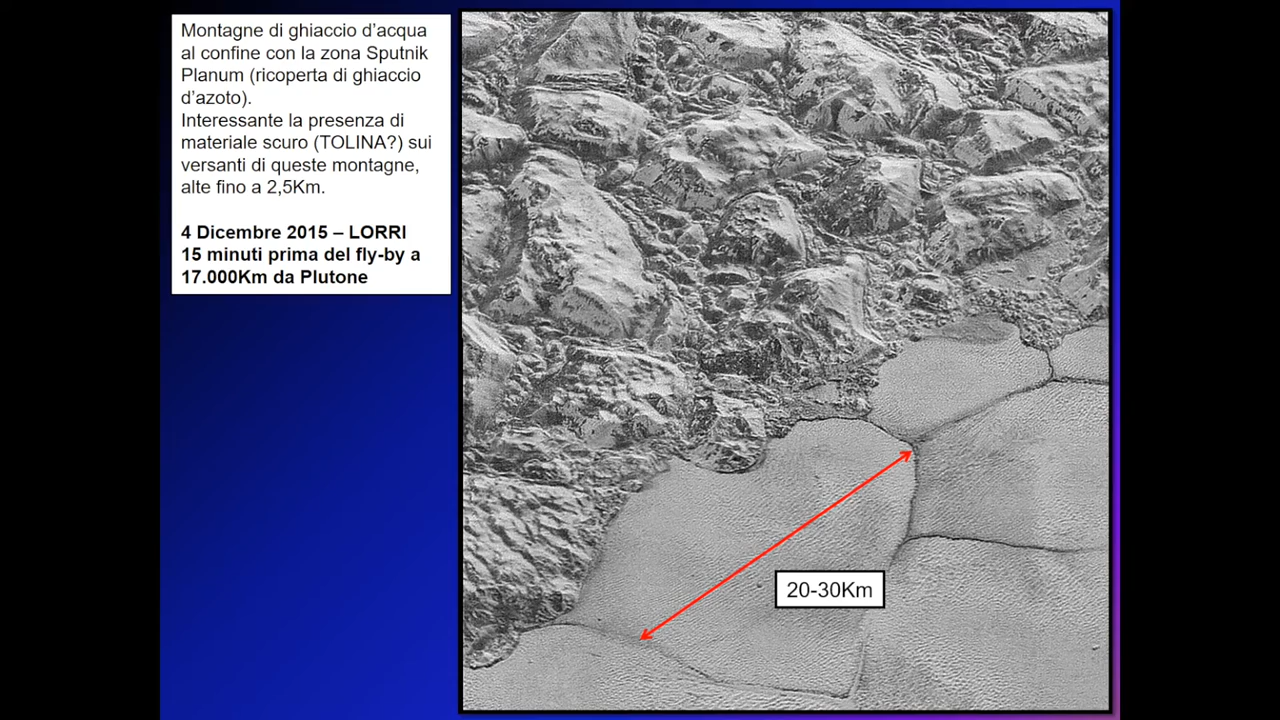 Montagne di ghiaccio d’acqua
al confine con la zona Sputnik
Planum (ricoperta di ghiaccio
d’azoto).
Interessante la presenza di
materiale scuro (TOLINA?) sui
versanti di queste montagne,
alte fino a 2,5Km.
4 Dicembre 2015 – LORRI
15 minuti prima del fly-by a
17.000Km da Plutone
20-30Km